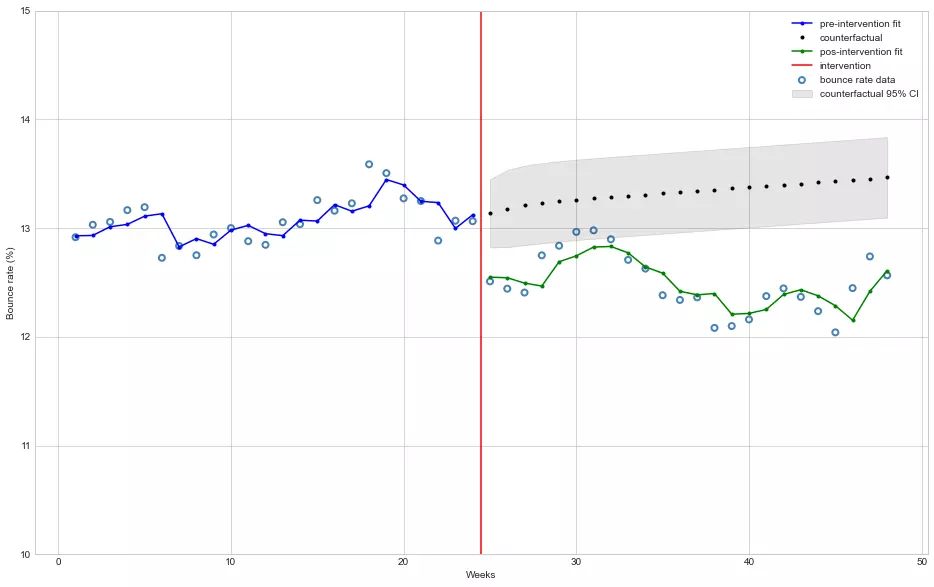 15
14
13
12
11
10
Bounce rate (%)
0
10
20
30
40
50
Weeks
pre-intervention fit
counterfactual
pos-intervention fit
intervention
bounce rate data
counterfactual 95% CI